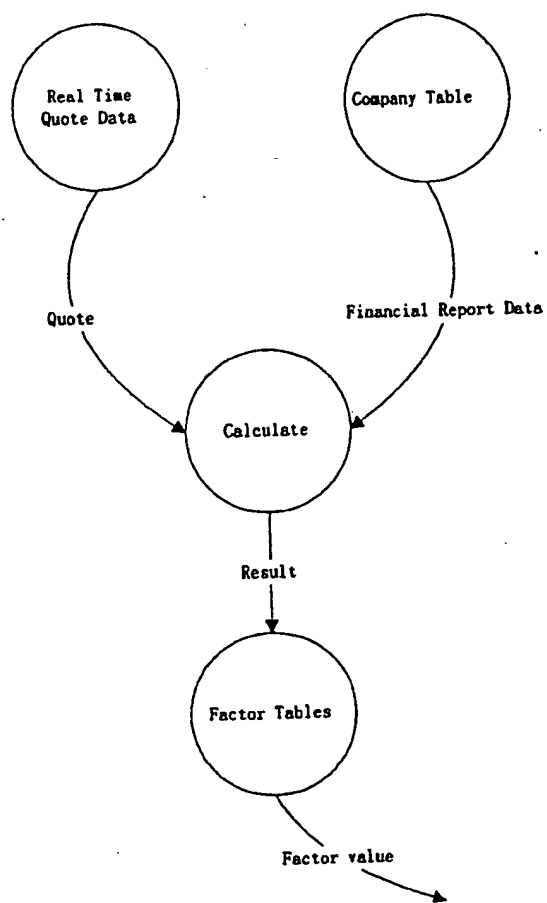 Real Time
Quote Data
Company Table
Quote
Financial Report Data
Calculate
Result
Factor Tables
Factor value